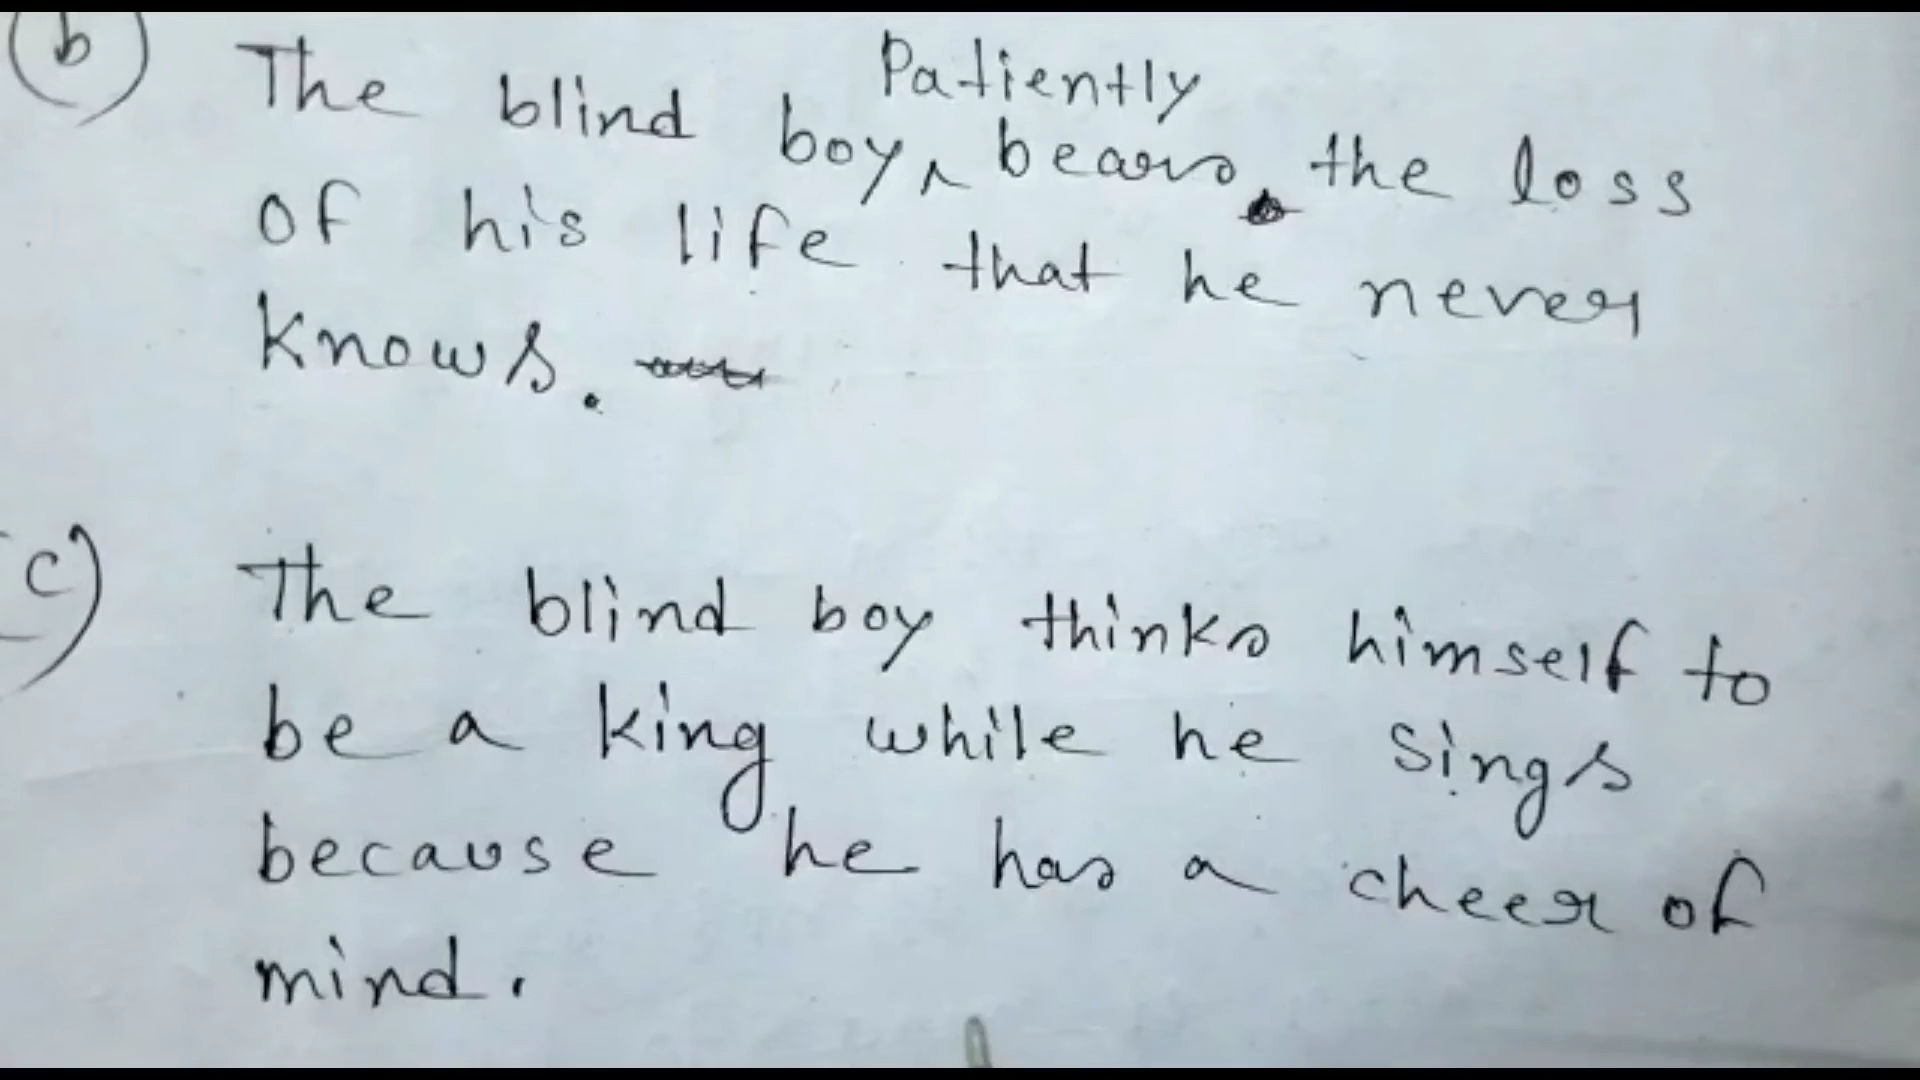 (b) The blind boy ^ Patiently bears the loss
of his life that he never
knows.
(c) The blind boy thinks himself to
be a king while he sings
because he has a cheer of
mind.